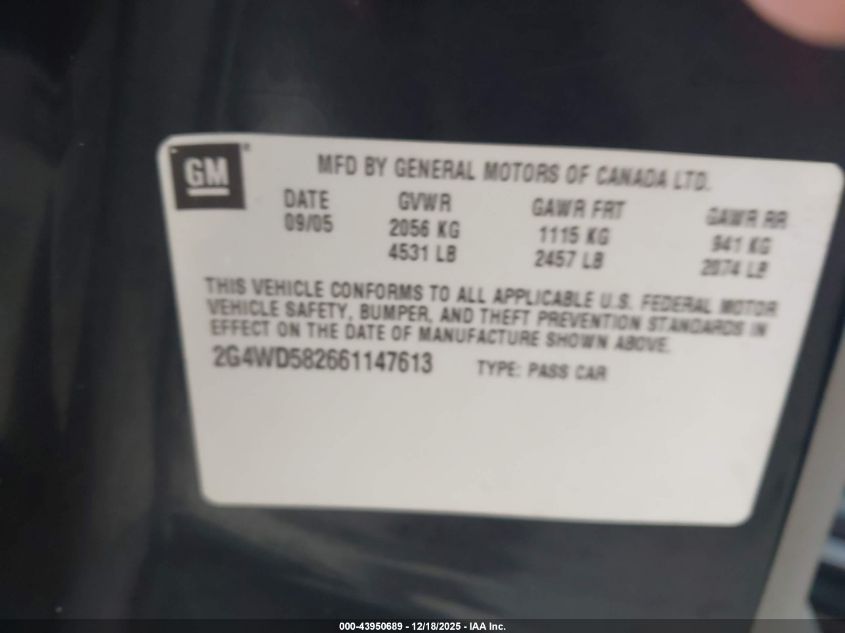 GM
MFD BY GENERAL MOTORS OF CANADA LTD.
DATE GVWR GAWR FRT GAWR RR
09/05 2056 KG 1115 KG 941 KG
4531 LB 2457 LB 2074 LB
THIS VEHICLE CONFORMS TO ALL APPLICABLE U.S. FEDERAL MOTOR
VEHICLE SAFETY, BUMPER, AND THEFT PREVENTION STANDARDS IN
EFFECT ON THE DATE OF MANUFACTURE SHOWN ABOVE.
2G4WD582661147613 TYPE: PASS CAR
000-43950689 - 12/18/2025 - IAA Inc.